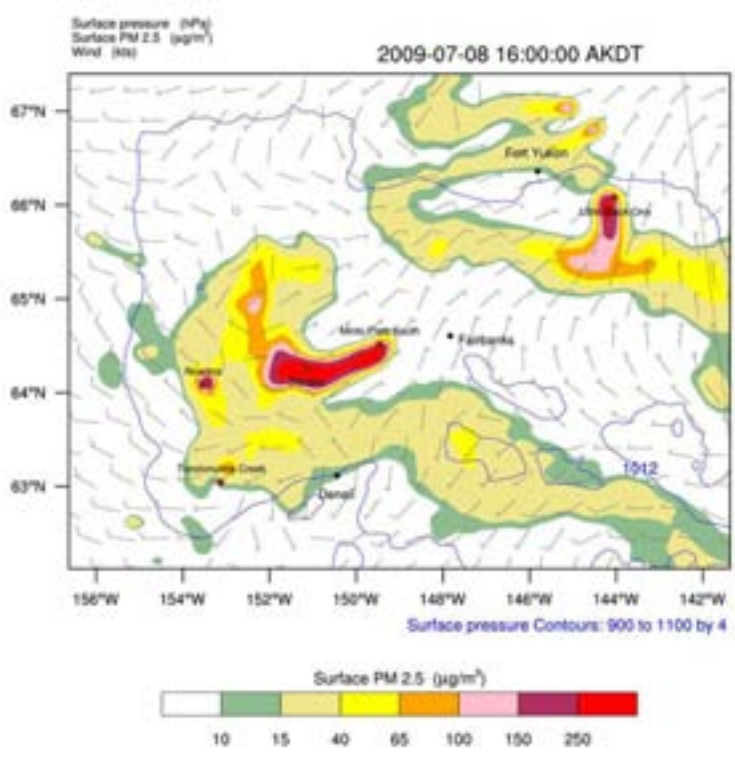 Surface pressure (hPa)
Surface PM 2.5 (µg/m³)
Wind (kts)
2009-07-08 16:00:00 AKDT
67°N
66°N
65°N
64°N
63°N
Fort Yukon
Minto Flats South
Fairbanks
Denali
1012
156°W
154°W
152°W
150°W
148°W
146°W
144°W
142°W
Surface pressure Contours: 900 to 1100 by 4
Surface PM 2.5 (µg/m³)
10
15
40
65
100
150
250